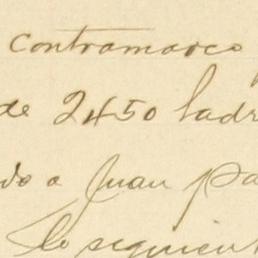 contramarco
de 2450 ladr
do a Juan pa
lo siguient